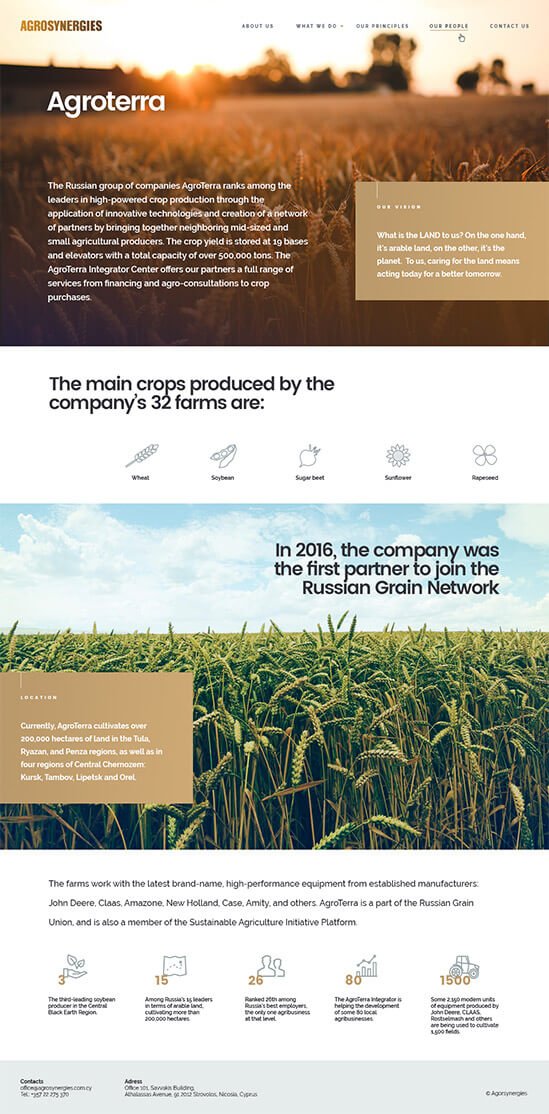 AGROSYNERGIES
ABOUT US
WHAT WE DO
OUR PRINCIPLES
OUR PEOPLE
CONTACT US
Agroterra
The Russian group of companies AgroTerra ranks among the
leaders in high-powered crop production through the
application of innovative technologies and creation of a network
of partners by bringing together neighboring mid-sized and
small agricultural producers. The crop yield is stored at 19 bases
and elevators with a total capacity of over 500,000 tons. The
AgroTerra Integrator Center offers our partners a full range of
services from financing and agro-consultations to crop
purchases.
OUR VISION
What is the LAND to us? On the one hand,
it's arable land, on the other, it's the
planet. To us, caring for the land means
acting today for a better tomorrow.
The main crops produced by the
company's 32 farms are:
Wheat
Soybean
Sugar beet
Sunflower
Rapeseed
In 2016, the company was
the first partner to join the
Russian Grain Network
LOCATION
Currently, AgroTerra cultivates over
200,000 hectares of land in the Tula,
Ryazan, and Penza regions, as well as in
four regions of Central Chernozem:
Kursk, Tambov, Lipetsk and Orel.
The farms work with the latest brand-name, high-performance equipment from established manufacturers:
John Deere, Claas, Amazone, New Holland, Case, Amity, and others. AgroTerra is a part of the Russian Grain
Union, and is also a member of the Sustainable Agriculture Initiative Platform.
3
The third-leading soybean
producer in the Central
Black Earth Region.
15
Among Russia's 15 leaders
in terms of arable land,
cultivating more than
200,000 hectares.
26
Ranked 26th among
Russia's best employers,
the only one agribusiness
at that level.
80
The AgroTerra Integrator is
helping the development
of some 80 local
agribusinesses.
1500
Some 2,150 modern units
of equipment produced by
John Deere, CLAAS,
Rostselmash and others
are being used to cultivate
1,500 fields.
Contacts
office@agrosynergies.com.cy
Tel.: +357 22 275 370
Adress
Office 101, Savvakis Building,
Athalassas Avenue, 91 2012 Strovolos, Nicosia, Cyprus.
© Agorsynergies